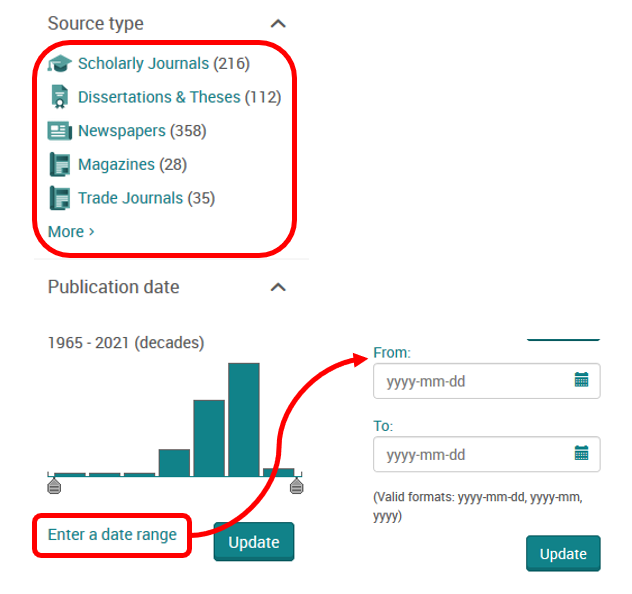 Source type
Scholarly Journals (216)
Dissertations & Theses (112)
Newspapers (358)
Magazines (28)
Trade Journals (35)
More >
Publication date
1965 - 2021 (decades)
Enter a date range
Update
From:
yyyy-mm-dd
To:
yyyy-mm-dd
(Valid formats: yyyy-mm-dd, yyyy-mm,
yyyy)
Update